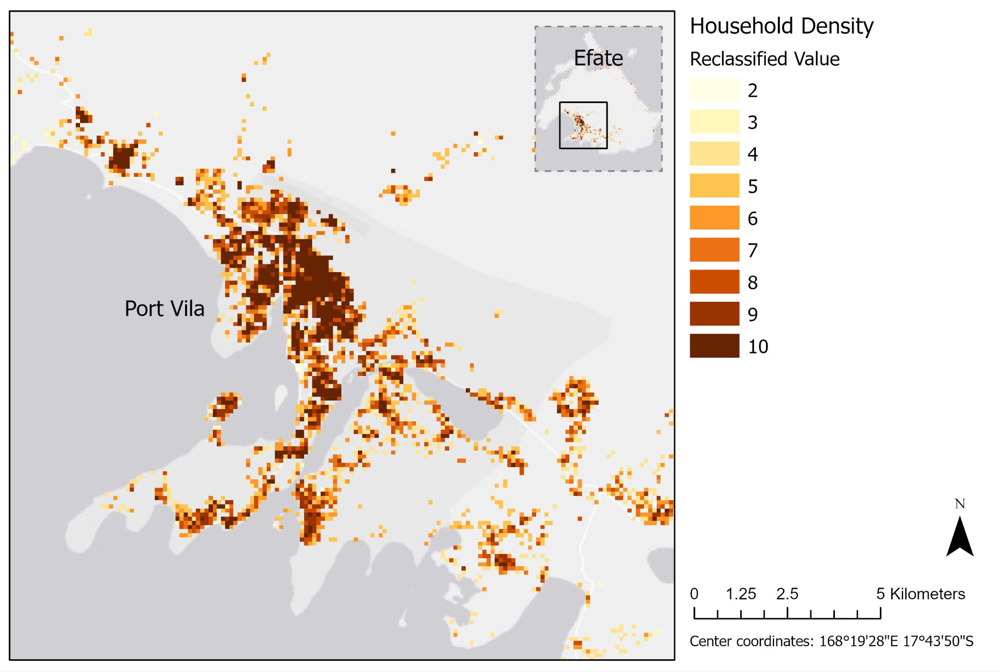 Efate
Port Vila
Household Density
Reclassified Value
2
3
4
5
6
7
8
9
10
N
0 1.25 2.5 5 Kilometers
Center coordinates: 168°19'28"E 17°43'50"S